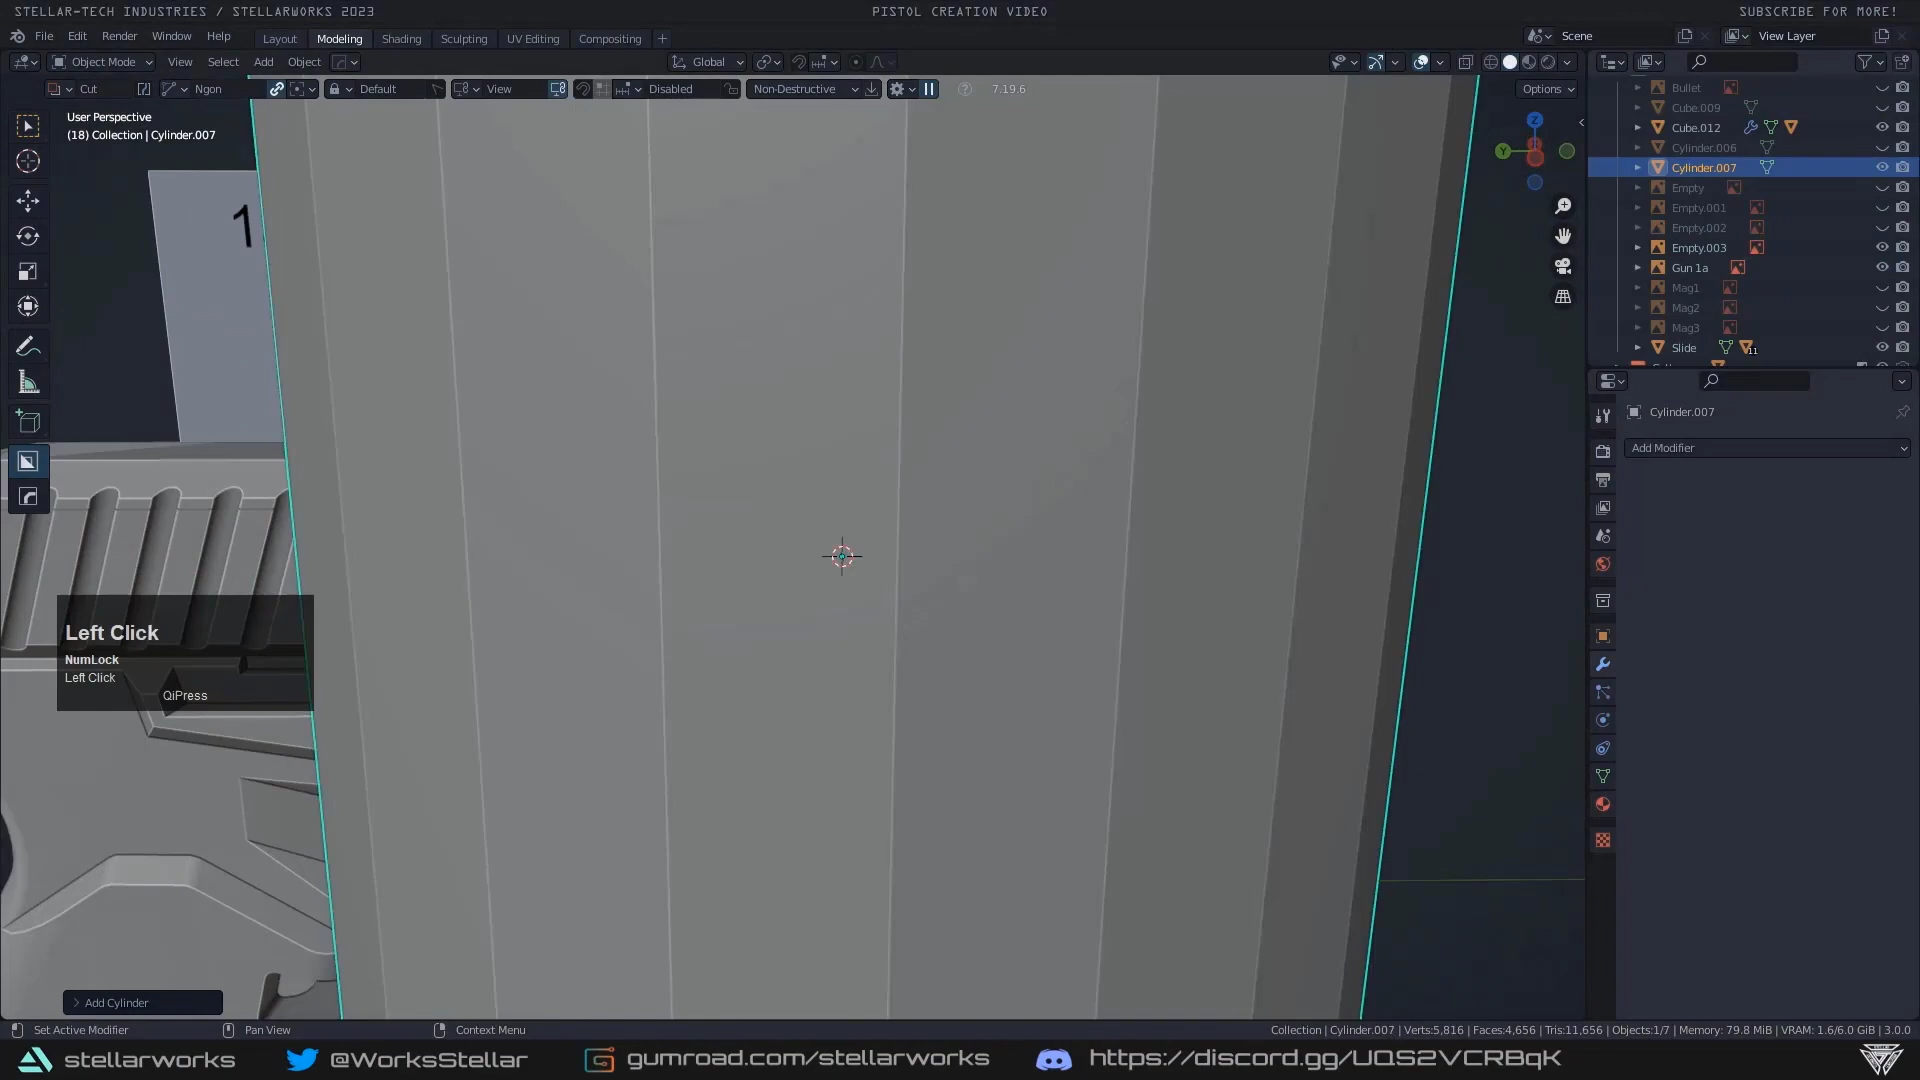 STELLAR-TECH INDUSTRIES / STELLARWORKS 2023
PISTOL CREATION VIDEO
SUBSCRIBE FOR MORE!
File Edit Render Window Help
Layout Modeling Shading Sculpting UV Editing Compositing +
Scene
View Layer
Object Mode View Select Add Object
Global
Cut
Ngon
Default
View
Disabled
Non-Destructive
7.19.6
Options
User Perspective
(18) Collection | Cylinder.007
1
Z
Y
Bullet
Cube.009
Cube.012
Cylinder.006
Cylinder.007
Empty
Empty.001
Empty.002
Empty.003
Gun 1a
Mag1
Mag2
Mag3
Slide
11
Cylinder.007
Add Modifier
Left Click
NumLock
Left Click
QiPress
Add Cylinder
Set Active Modifier
Pan View
Context Menu
Collection | Cylinder.007 | Verts:5,816 | Faces:4,656 | Tris:11,656 | Objects:1/7 | Memory: 79.8 MiB | VRAM: 1.6/6.0 GiB | 3.0.0
stellarworks
@WorksStellar
gumroad.com/stellarworks
https://discord.gg/UQS2VCRBqK